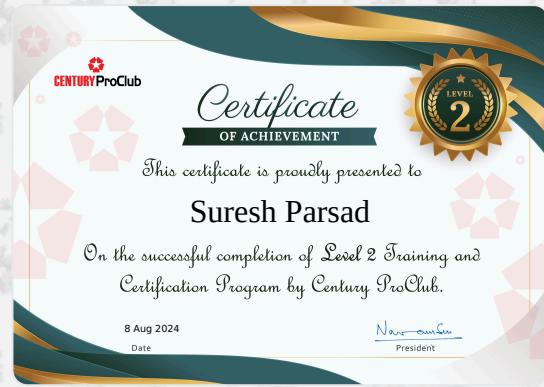 CENTURY ProClub
Certificate
OF ACHIEVEMENT
LEVEL
2
This certificate is proudly presented to
Suresh Parsad
On the successful completion of Level 2 Training and
Certification Program by Century ProClub.
8 Aug 2024
Date
President